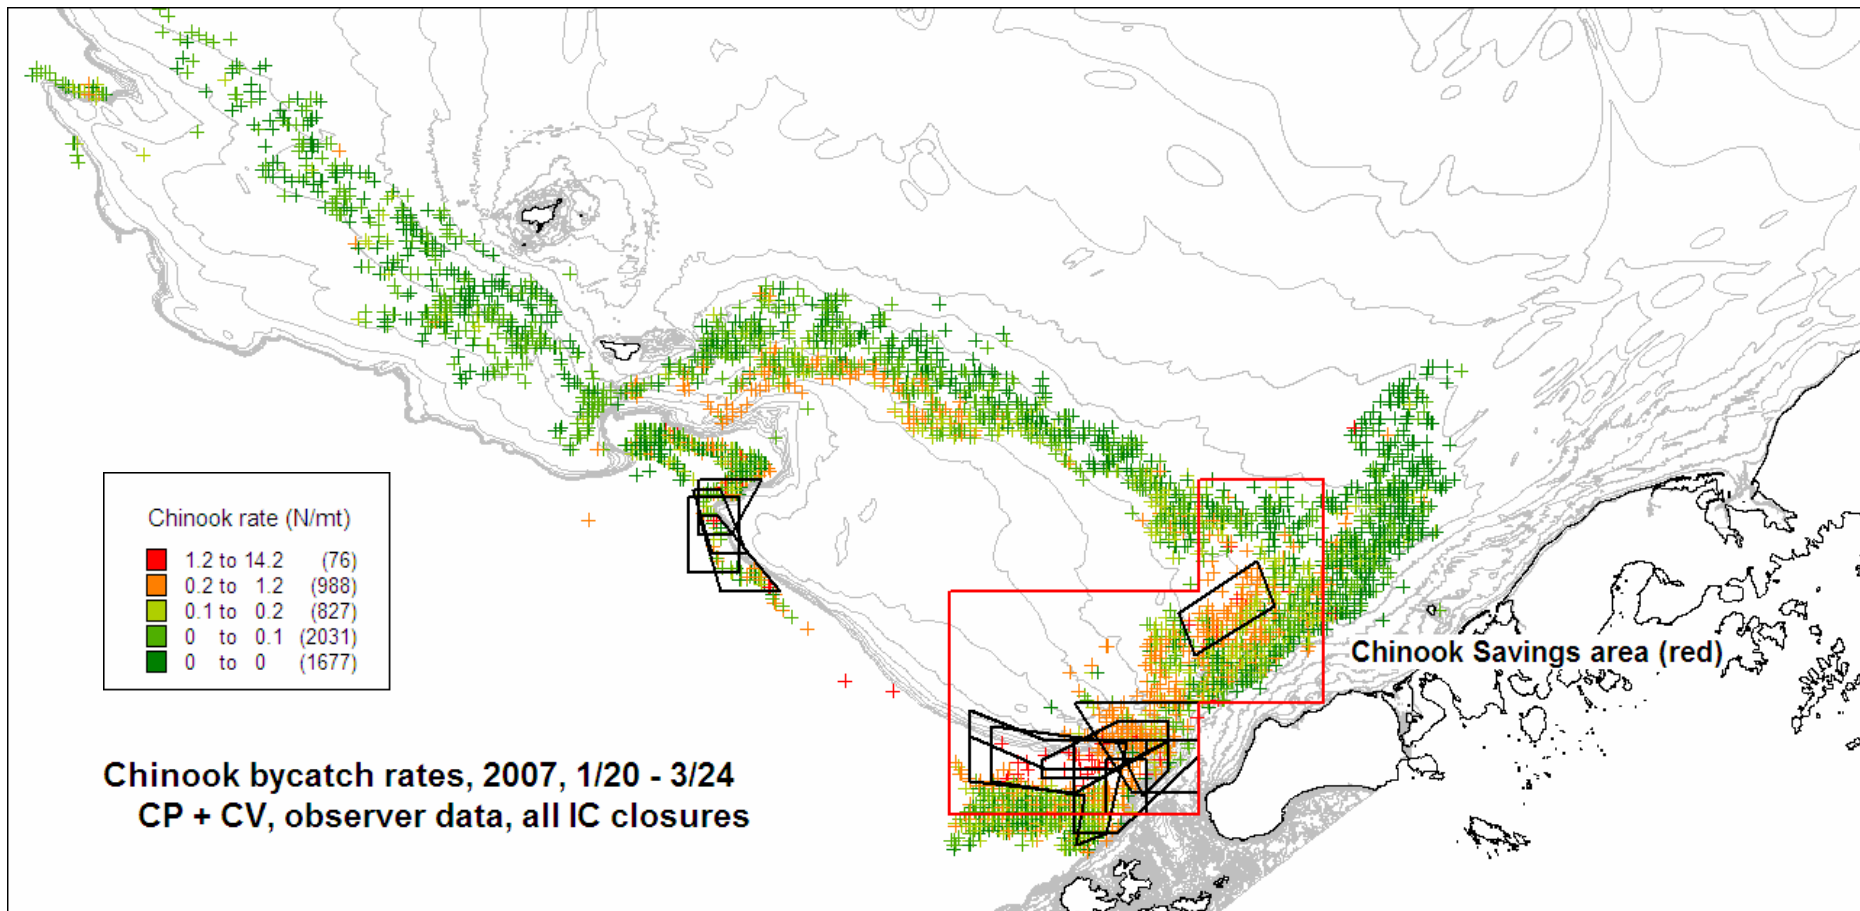 Chinook rate (N/mt)
1.2 to 14.2 (76)
0.2 to 1.2 (988)
0.1 to 0.2 (827)
0 to 0.1 (2031)
0 to 0 (1677)
Chinook Savings area (red)
Chinook bycatch rates, 2007, 1/20 - 3/24
CP + CV, observer data, all IC closures